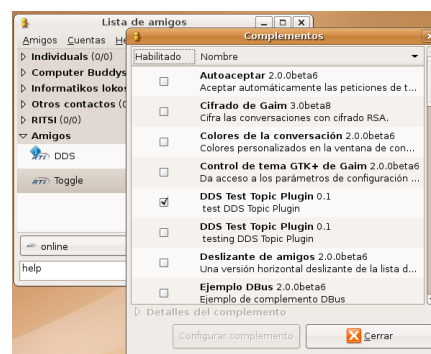 Lista de amigos
Amigos Cuentas
Individuals (0/0)
Computer Buddys
Informatikos lokos
Otros contactos
RITSI (0/0)
Amigos
DDS
Toggle
online
help
Complementos
Habilitado Nombre
Autoaceptar 2.0.0beta6
Aceptar automáticamente las peticiones de t...
Cifrado de Gaim 3.0beta8
Cifra las conversaciones con cifrado RSA.
Colores de la conversación 2.0.0beta6
Colores personalizados en la ventana de con...
Control de tema GTK+ de Gaim 2.0.0beta6
Da acceso a los parámetros de configuración ...
DDS Test Topic Plugin 0.1
test DDS Topic Plugin
DDS Test Topic Plugin 0.1
testing DDS Topic Plugin
Deslizante de amigos 2.0.0beta6
Una versión horizontal deslizante de la lista d...
Ejemplo DBus 2.0.0beta6
Ejemplo de complemento DBus
Detalles del complemento
Configurar complemento Cerrar